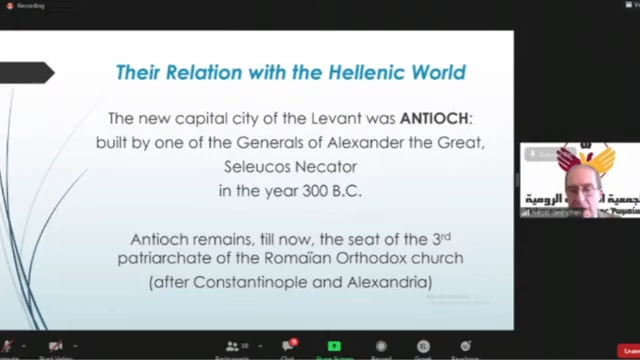 Recording
Their Relation with the Hellenic World
The new capital city of the Levant was ANTIOCH:
built by one of the Generals of Alexander the Great,
Seleucos Necator
in the year 300 B.C.
Antioch remains, till now, the seat of the 3rd
patriarchate of the Romaïan Orthodox church
(after Constantinople and Alexandria)
الرومية
Participants
Chat
Share Screen
Record
Greek
Reactions